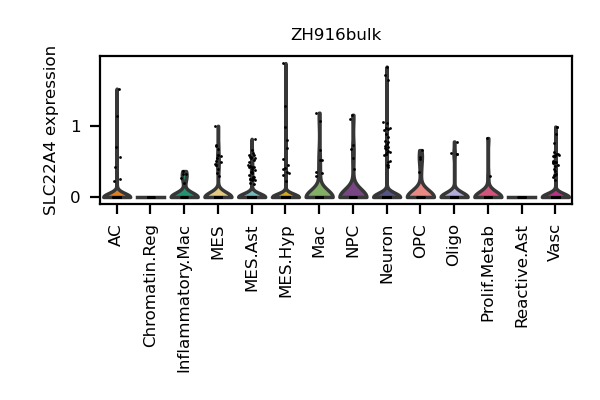 ZH916bulk
SLC22A4 expression
1
0
AC
Chromatin.Reg
Inflammatory.Mac
MES
MES.Ast
MES.Hyp
Mac
NPC
Neuron
OPC
Oligo
Prolif.Metab
Reactive.Ast
Vasc